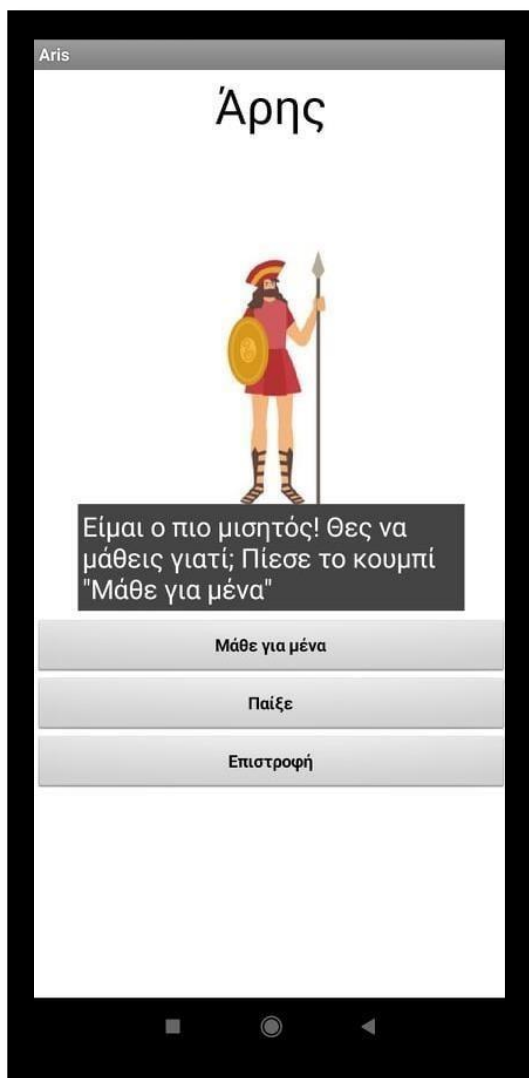 Aris
Άρης
Είμαι ο πιο μισητός! Θες να
μάθεις γιατί; Πίεσε το κουμπί
"Μάθε για μένα"
Μάθε για μένα
Παίξε
Επιστροφή